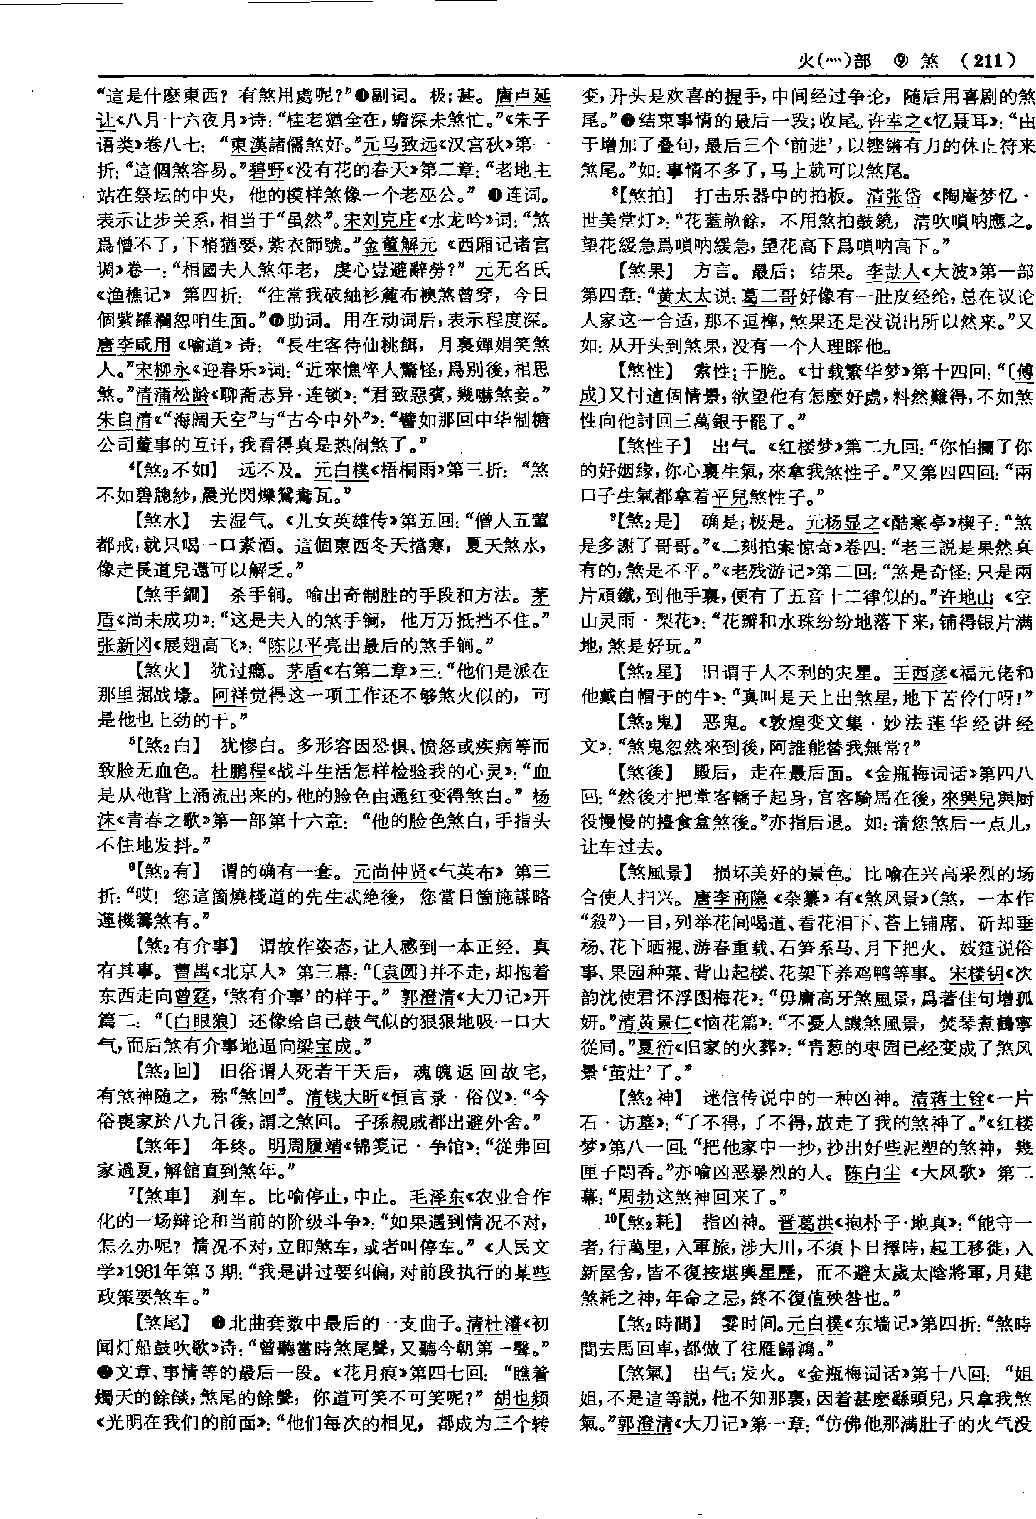 火(灬)部 ⑨ 煞 （211）
“這是什麽東西？有煞用處呢？”❾副词。极；甚。唐卢延
让《八月十六夜月》诗：“桂老猶全在，蟾深未煞忙。”《朱子
语类》卷八七：“東漢諸儒煞好。”元马致远《汉宫秋》第一
折：“這個煞容易。”碧野《没有花的春天》第二章：“老地主
站在祭坛的中央，他的模样煞像一个老巫公。”❿连词。
表示让步关系，相当于“虽然”。宋刘克庄《水龙吟》词：“煞
爲僧不了，下梢猶要，紫衣師號。”金董解元《西厢记诸宫
调》卷一：“相國夫人煞年老，虔心豈避辭勞？”元无名氏
《渔樵记》第四折：“往常我破紬衫麄布襖煞曾穿，今日
個紫羅襴恕咱生面。”⓫助词。用在动词后，表示程度深。
唐李咸用《喻道》诗：“長生客待仙桃餌，月裏嬋娟笑煞
人。”宋柳永《迎春乐》词：“近來憔悴人驚怪，爲別後，相思
煞。”清蒲松龄《聊斋志异·连锁》：“君致惡賓，幾嚇煞妾。”
朱自清《“海阔天空”与“古今中外”》：“譬如那回中华制糖
公司董事的互讦，我看得真是热闹煞了。”
⁴【煞₂不如】 远不及。元白樸《梧桐雨》第三折：“煞
不如碧牕紗，晨光閃爍鴛鴦瓦。”
【煞水】 去湿气。《儿女英雄传》第五回：“僧人五葷
都戒，就只喝一口素酒。這個東西冬天擋寒，夏天煞水，
像走長道兒還可以解乏。”
【煞手鐧】 杀手锏。喻出奇制胜的手段和方法。茅
盾《尚未成功》：“这是夫人的煞手锏，他万万抵挡不住。”
张新冈《展翅高飞》：“陈以平亮出最后的煞手锏。”
【煞火】 犹过瘾。茅盾《右第二章》三：“他们是派在
那里掘战壕。阿祥觉得这一项工作还不够煞火似的，可
是他也上劲的干。”
⁵【煞₂白】 犹惨白。多形容因恐惧、愤怒或疾病等而
致脸无血色。杜鹏程《战斗生活怎样检验我的心灵》：“血
是从他背上涌流出来的，他的脸色由通红变得煞白。”杨
沫《青春之歌》第一部第十六章：“他的脸色煞白，手指头
不住地发抖。”
⁶【煞₂有】 谓的确有一套。元尚仲贤《气英布》第三
折：“哎！您這箇燒棧道的先生忒絶後，您當日箇施謀略
運機籌煞有。”
【煞₂有介事】 谓故作姿态，让人感到一本正经、真
有其事。曹禺《北京人》第三幕：“〔袁圆〕并不走，却抱着
东西走向曾霆，‘煞有介事’的样子。”郭澄清《大刀记》开
篇二：“〔白眼狼〕还像给自己鼓气似的狠狠地吸一口大
气，而后煞有介事地逼向梁宝成。”
【煞₂回】 旧俗谓人死若干天后，魂魄返回故宅，
有煞神随之，称“煞回”。清钱大昕《恒言录·俗仪》：“今
俗喪家於八九日後，謂之煞回。子孫親戚都出避外舍。”
【煞年】 年终。明周履靖《锦笺记·争馆》：“從弗回
家過夏，解館直到煞年。”
⁷【煞車】 刹车。比喻停止，中止。毛泽东《农业合作
化的一场辩论和当前的阶级斗争》：“如果遇到情况不对，
怎么办呢？情况不对，立即煞车，或者叫停车。”《人民文
学》1981年第3期：“我是讲过要纠偏，对前段执行的某些
政策要煞车。”
【煞尾】 ❶北曲套数中最后的一支曲子。清杜濬《初
闻灯船鼓吹歌》诗：“曾聽當時煞尾聲，又聽今朝第一聲。”
❷文章、事情等的最后一段。《花月痕》第四七回：“瞧着
燭天的餘燄，煞尾的餘聲，你道可笑不可笑呢？”胡也频
《光明在我们的前面》：“他们每次的相见，都成为三个转
变，开头是欢喜的握手，中间经过争论，随后用喜剧的煞
尾。”❸结束事情的最后一段；收尾。许幸之《忆聂耳》：“由
于增加了叠句，最后三个‘前进’，以铿锵有力的休止符来
煞尾。”如：事情不多了，马上就可以煞尾。
⁸【煞拍】 打击乐器中的拍板。清张岱《陶庵梦忆·
世美堂灯》：“花蓋皦餘，不用煞拍鼓鐃，清吹嗩吶應之。
望花緩急爲嗩吶緩急，望花高下爲嗩吶高下。”
【煞果】 方言。最后；结果。李劼人《大波》第一部
第四章：“黄太太说：葛二哥好像有一肚皮经纶，总在议论
人家这一合适，那不逗榫，煞果还是没说出所以然来。”又
如：从开头到煞果，没有一个人理睬他。
【煞性】 索性；干脆。《廿载繁华梦》第十四回：“〔傅
成〕又忖這個情景，欲望他有怎麽好處，料然難得，不如煞
性向他討回三萬銀子罷了。”
【煞性子】 出气。《红楼梦》第二九回：“你怕攔了你
的好姻緣，你心裏生氣，來拿我煞性子。”又第四四回：“兩
口子生氣都拿着平兒煞性子。”
⁹【煞₂是】 确是；极是。元杨显之《酷寒亭》楔子：“煞
是多謝了哥哥。”《二刻拍案惊奇》卷四：“老三説是果然真
有的，煞是不平。”《老残游记》第二回：“煞是奇怪：只是兩
片頑鐵，到他手裏，便有了五音十二律似的。”许地山《空
山灵雨·梨花》：“花瓣和水珠纷纷地落下来，铺得银片满
地，煞是好玩。”
【煞₂星】 旧谓于人不利的灾星。王西彦《福元佬和
他戴白帽子的牛》：“真叫是天上出煞星，地下苦伶仃呀！”
【煞₂鬼】 恶鬼。《敦煌变文集·妙法莲华经讲经
文》：“煞鬼忽然來到後，阿誰能替我無常？”
【煞後】 殿后，走在最后面。《金瓶梅词话》第四八
回：“然後才把堂客轎子起身，官客騎馬在後，來興兒與厨
役慢慢的擡食盒煞後。”亦指后退。如：请您煞后一点儿，
让车过去。
【煞風景】 损坏美好的景色。比喻在兴高采烈的场
合使人扫兴。唐李商隐《杂纂》有《煞风景》（煞，一本作
“殺”）一目，列举花间喝道、看花泪下、苔上铺席、斫却垂
杨、花下晒裩、游春重载、石笋系马、月下把火、妓筵说俗
事、果园种菜、背山起楼、花架下养鸡鸭等事。宋楼钥《次
韵沈使君怀浮图梅花》：“毋庸高牙煞風景，爲著佳句增孤
妍。”清黄景仁《恼花篇》：“不憂人譏煞風景，焚琴煮鶴寧
從同。”夏衍《旧家的火葬》：“青葱的枣园已经变成了煞风
景‘茧灶’了。”
【煞₂神】 迷信传说中的一种凶神。清蒋士铨《一片
石·访墓》：“了不得，了不得，放走了我的煞神了。”《红楼
梦》第八一回：“把他家中一抄，抄出好些泥塑的煞神，幾
匣子悶香。”亦喻凶恶暴烈的人。陈白尘《大风歌》第二
幕：“周勃这煞神回来了。”
¹⁰【煞₂耗】 指凶神。晋葛洪《抱朴子·地真》：“能守一
者，行萬里，入軍旅，涉大川，不須卜日擇時，起工移徙，入
新屋舍，皆不復按堪輿星歷，而不避太歲太陰將軍，月建
煞耗之神，年命之忌，終不復值殃咎也。”
【煞₂時間】 霎时间。元白樸《东墙记》第四折：“煞時
間去馬回車，都做了往雁歸鴻。”
【煞氣】 出气；发火。《金瓶梅词话》第十八回：“姐
姐，不是這等説，他不知那裏，因着甚麽繇頭兒，只拿我煞
氣。”郭澄清《大刀记》第一章：“仿佛他那满肚子的火气没